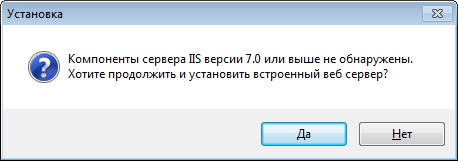 Установка
Компоненты сервера IIS версии 7.0 или выше не обнаружены.
Хотите продолжить и установить встроенный веб сервер?
Да
Нет